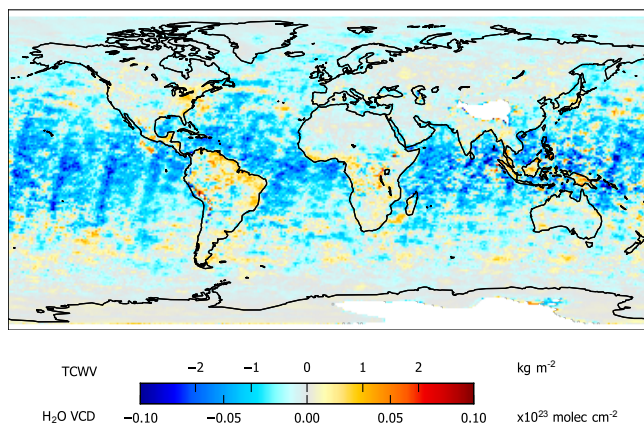 TCWV −2 −1 0 1 2 kg m⁻²
H₂O VCD −0.10 −0.05 0.00 0.05 0.10 x10²³ molec cm⁻²